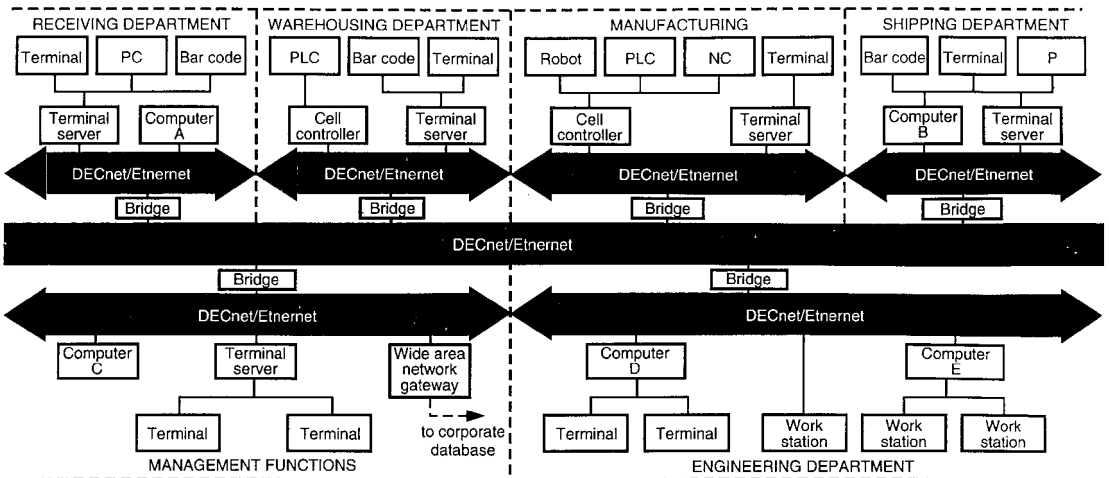 RECEIVING DEPARTMENT
WAREHOUSING DEPARTMENT
MANUFACTURING
SHIPPING DEPARTMENT
Terminal
PC
Bar code
PLC
Bar code
Terminal
Robot
PLC
NC
Terminal
Bar code
Terminal
P
Terminal
server
Computer
A
Cell
controller
Terminal
server
Cell
controller
Terminal
server
Computer
B
Terminal
server
DECnet/Etnernet
DECnet/Etnernet
DECnet/Etnernet
DECnet/Etnernet
Bridge
Bridge
Bridge
Bridge
DECnet/Etnernet
Bridge
Bridge
DECnet/Etnernet
DECnet/Etnernet
Computer
C
Terminal
server
Wide area
network
gateway
Computer
D
Computer
E
Terminal
Terminal
to corporate
database
Terminal
Terminal
Work
station
Work
station
Work
station
MANAGEMENT FUNCTIONS
ENGINEERING DEPARTMENT